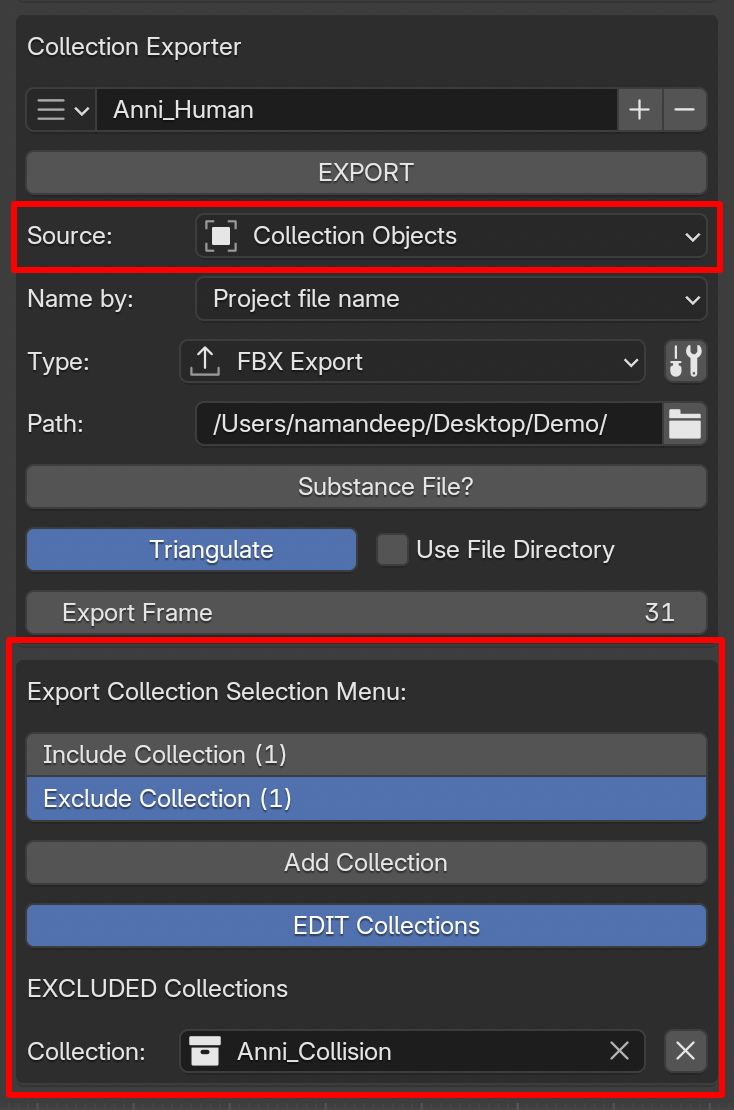 Collection Exporter
Anni_Human
EXPORT
Source: Collection Objects
Name by: Project file name
Type: FBX Export
Path: /Users/namandeep/Desktop/Demo/
Substance File?
Triangulate Use File Directory
Export Frame 31
Export Collection Selection Menu:
Include Collection (1)
Exclude Collection (1)
Add Collection
EDIT Collections
EXCLUDED Collections
Collection: Anni_Collision